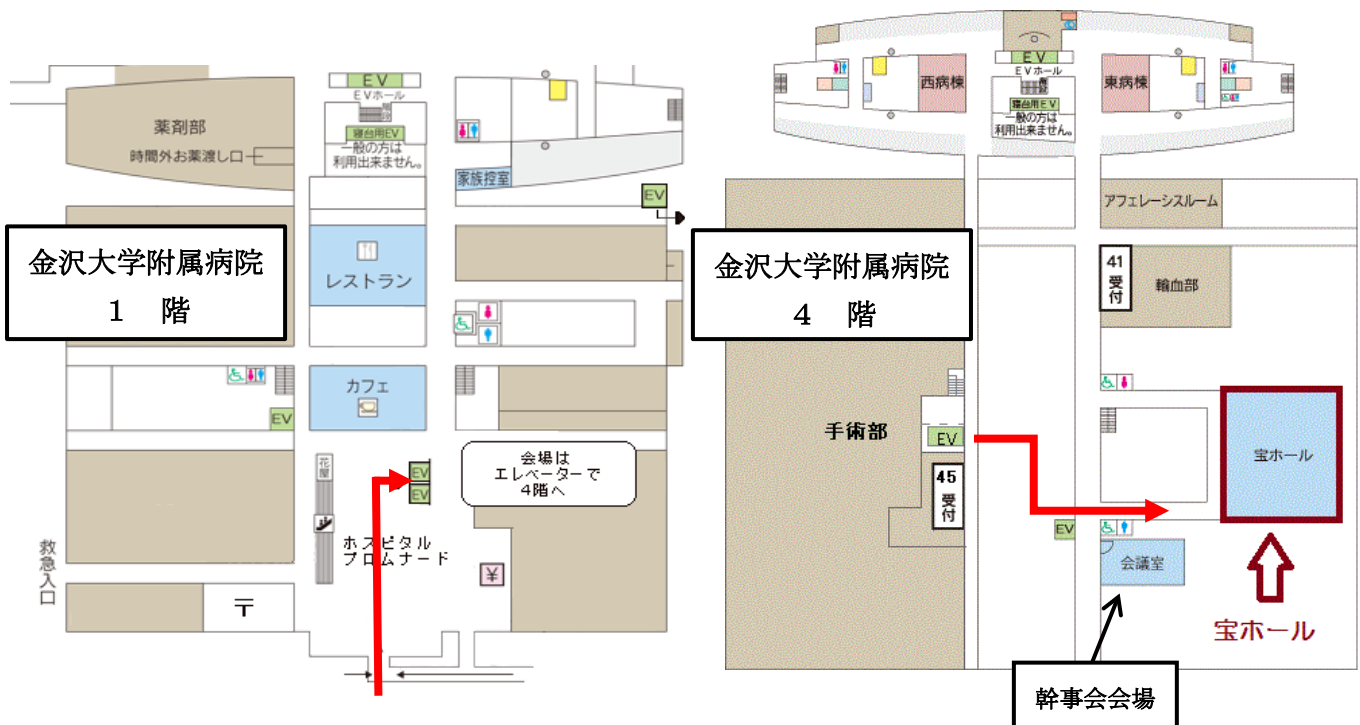 EV
EVホール
階段
寝台用EV
一般の方は
利用出来ません。
薬剤部
時間外お薬渡し口
家族控室
EV
金沢大学附属病院
1 階
レストラン
カフェ
EV
花屋
EV
EV
会場は
エレベーターで
4階へ
ホスピタル
プロムナード
救急入口
〒
¥
EV
EVホール
階段
寝台用EV
一般の方は
利用出来ません。
西病棟
東病棟
アフェレーシスルーム
金沢大学附属病院
4 階
41
受付
輸血部
手術部
EV
45
受付
宝ホール
EV
会議室
宝ホール
幹事会会場